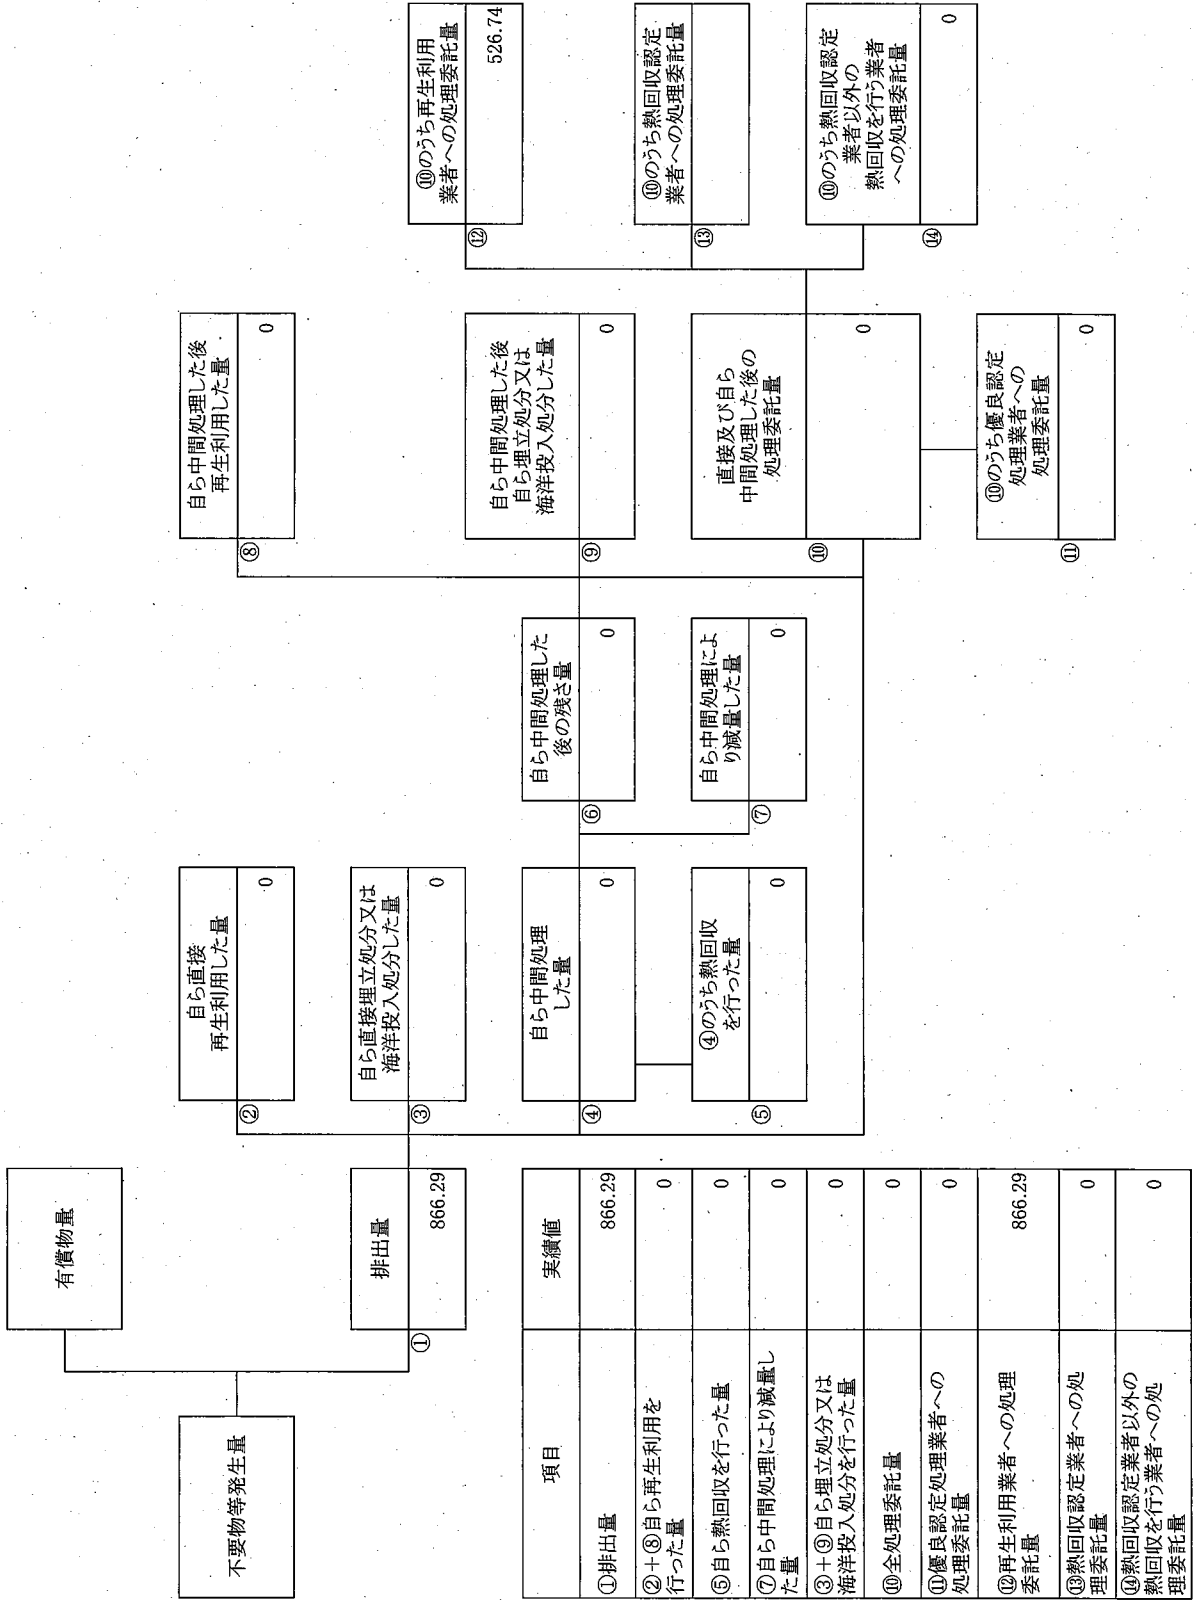 不要物等発生量
有償物量
排出量
①
866.29
自ら直接
再生利用した量
②
0
自ら直接埋立処分又は
海洋投入処分した量
③
0
自ら中間処理
した量
④
0
④のうち熱回収
を行った量
⑤
0
自ら中間処理した
後の残さ量
⑥
0
自ら中間処理によ
り減量した量
⑦
0
自ら中間処理した後
再生利用した量
⑧
0
自ら中間処理した後
自ら埋立処分又は
海洋投入処分した量
⑨
0
直接及び自ら
中間処理した後の
処理委託量
⑩
0
⑩のうち優良認定
処理業者への
処理委託量
⑪
0
⑩のうち再生利用
業者への処理委託量
⑫
526.74
⑩のうち熱回収認定
業者への処理委託量
⑬
⑩のうち熱回収認定
業者以外の
熱回収を行う業者
への処理委託量
⑭
0
項目 実績値
①排出量 866.29
②+⑧自ら再生利用を
行った量 0
⑤自ら熱回収を行った量 0
⑦自ら中間処理により減量し
た量 0
③+⑨自ら埋立処分又は
海洋投入処分を行った量 0
⑩全処理委託量 0
⑪優良認定処理業者への
処理委託量 0
⑫再生利用業者への処理
委託量 866.29
⑬熱回収認定業者への処
理委託量 0
⑭熱回収認定業者以外の
熱回収を行う業者への処
理委託量 0